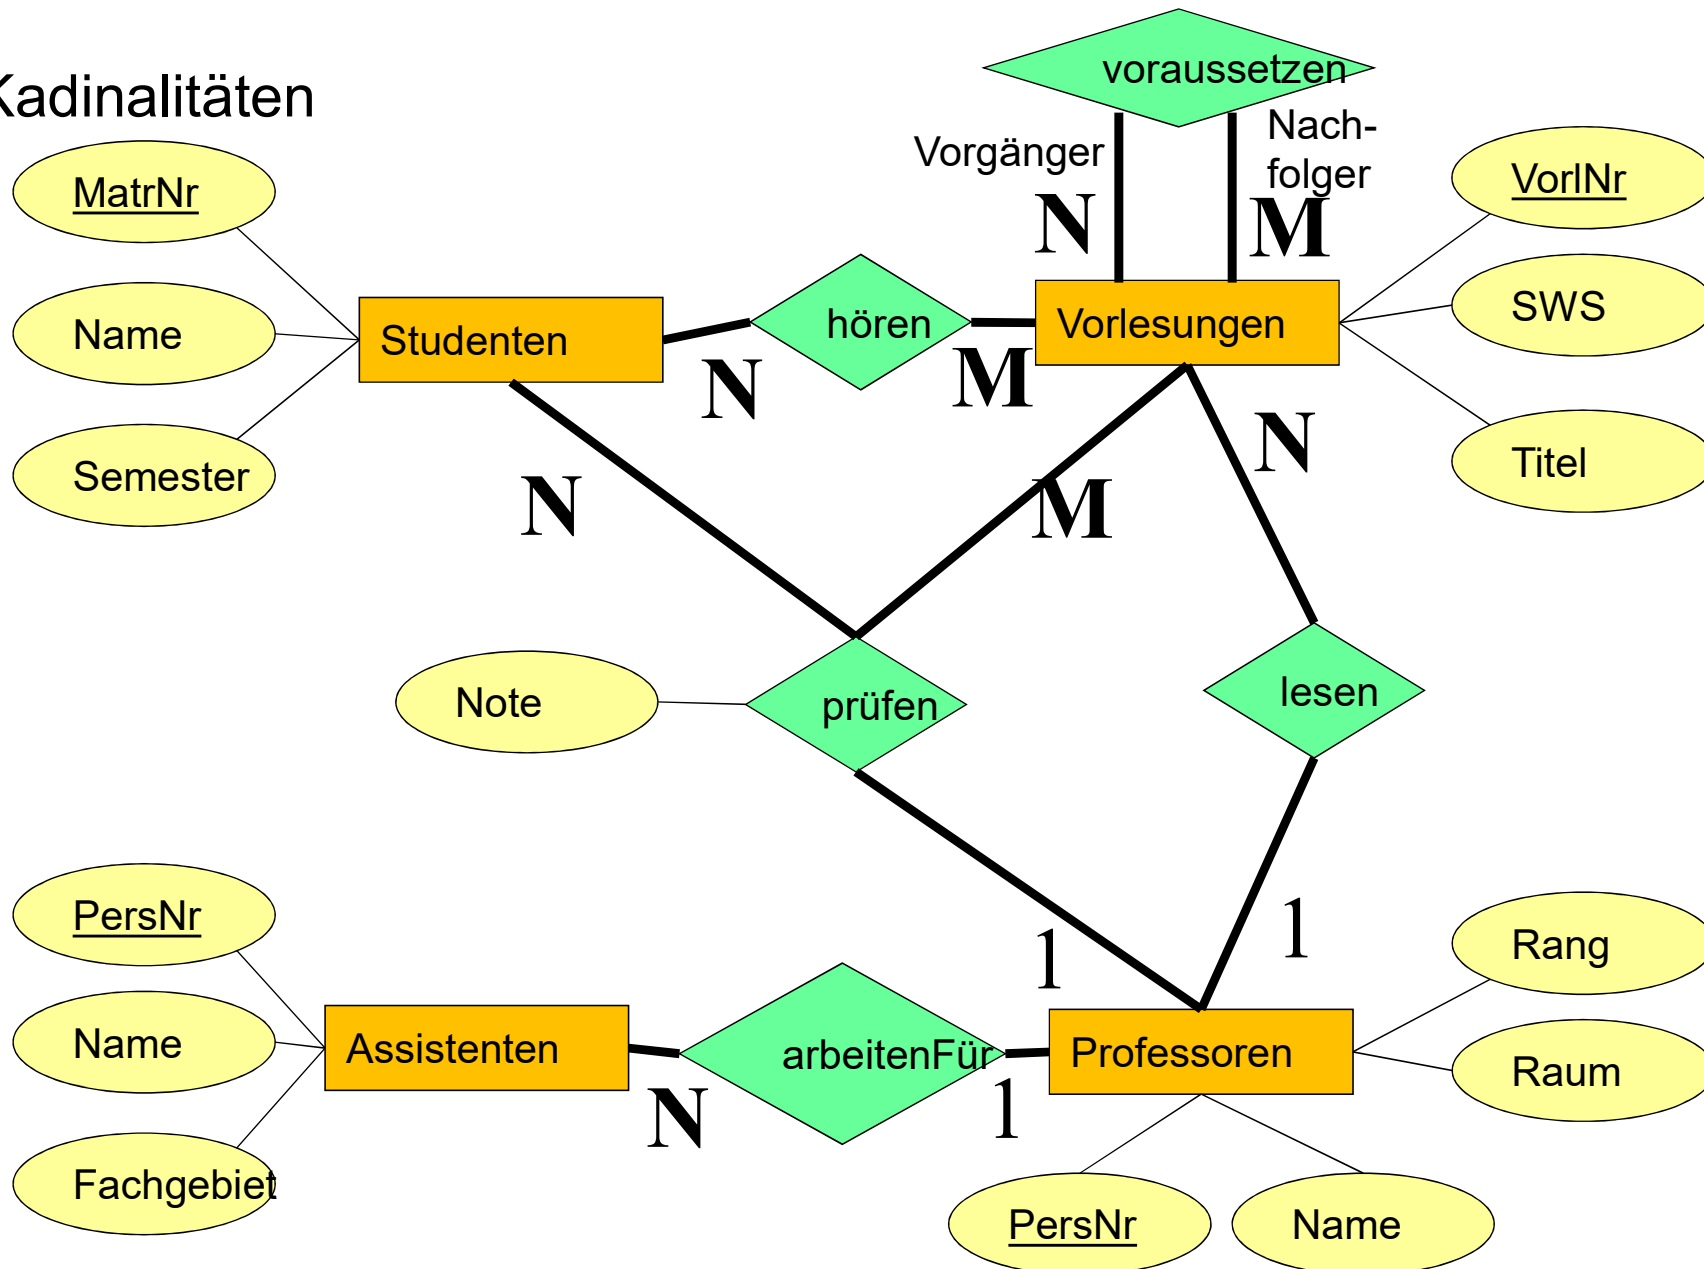 voraussetzen
Kadinalitäten
Vorgänger
Nach-
folger
MatrNr
VorlNr
N
M
Name
Studenten
hören
Vorlesungen
SWS
N
M
N
Semester
N
M
Titel
Note
prüfen
lesen
PersNr
1
1
Rang
Name
Assistenten
arbeitenFür
Professoren
Raum
N
1
Fachgebiet
PersNr
Name